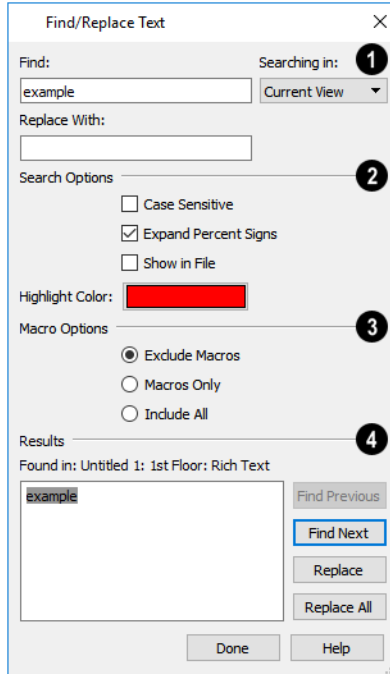 Find/Replace Text
Find:
Searching in:
1
example
Current View
Replace With:
Search Options
2
Case Sensitive
Expand Percent Signs
Show in File
Highlight Color:
Macro Options
3
Exclude Macros
Macros Only
Include All
Results
4
Found in: Untitled 1: 1st Floor: Rich Text
example
Find Previous
Find Next
Replace
Replace All
Done
Help